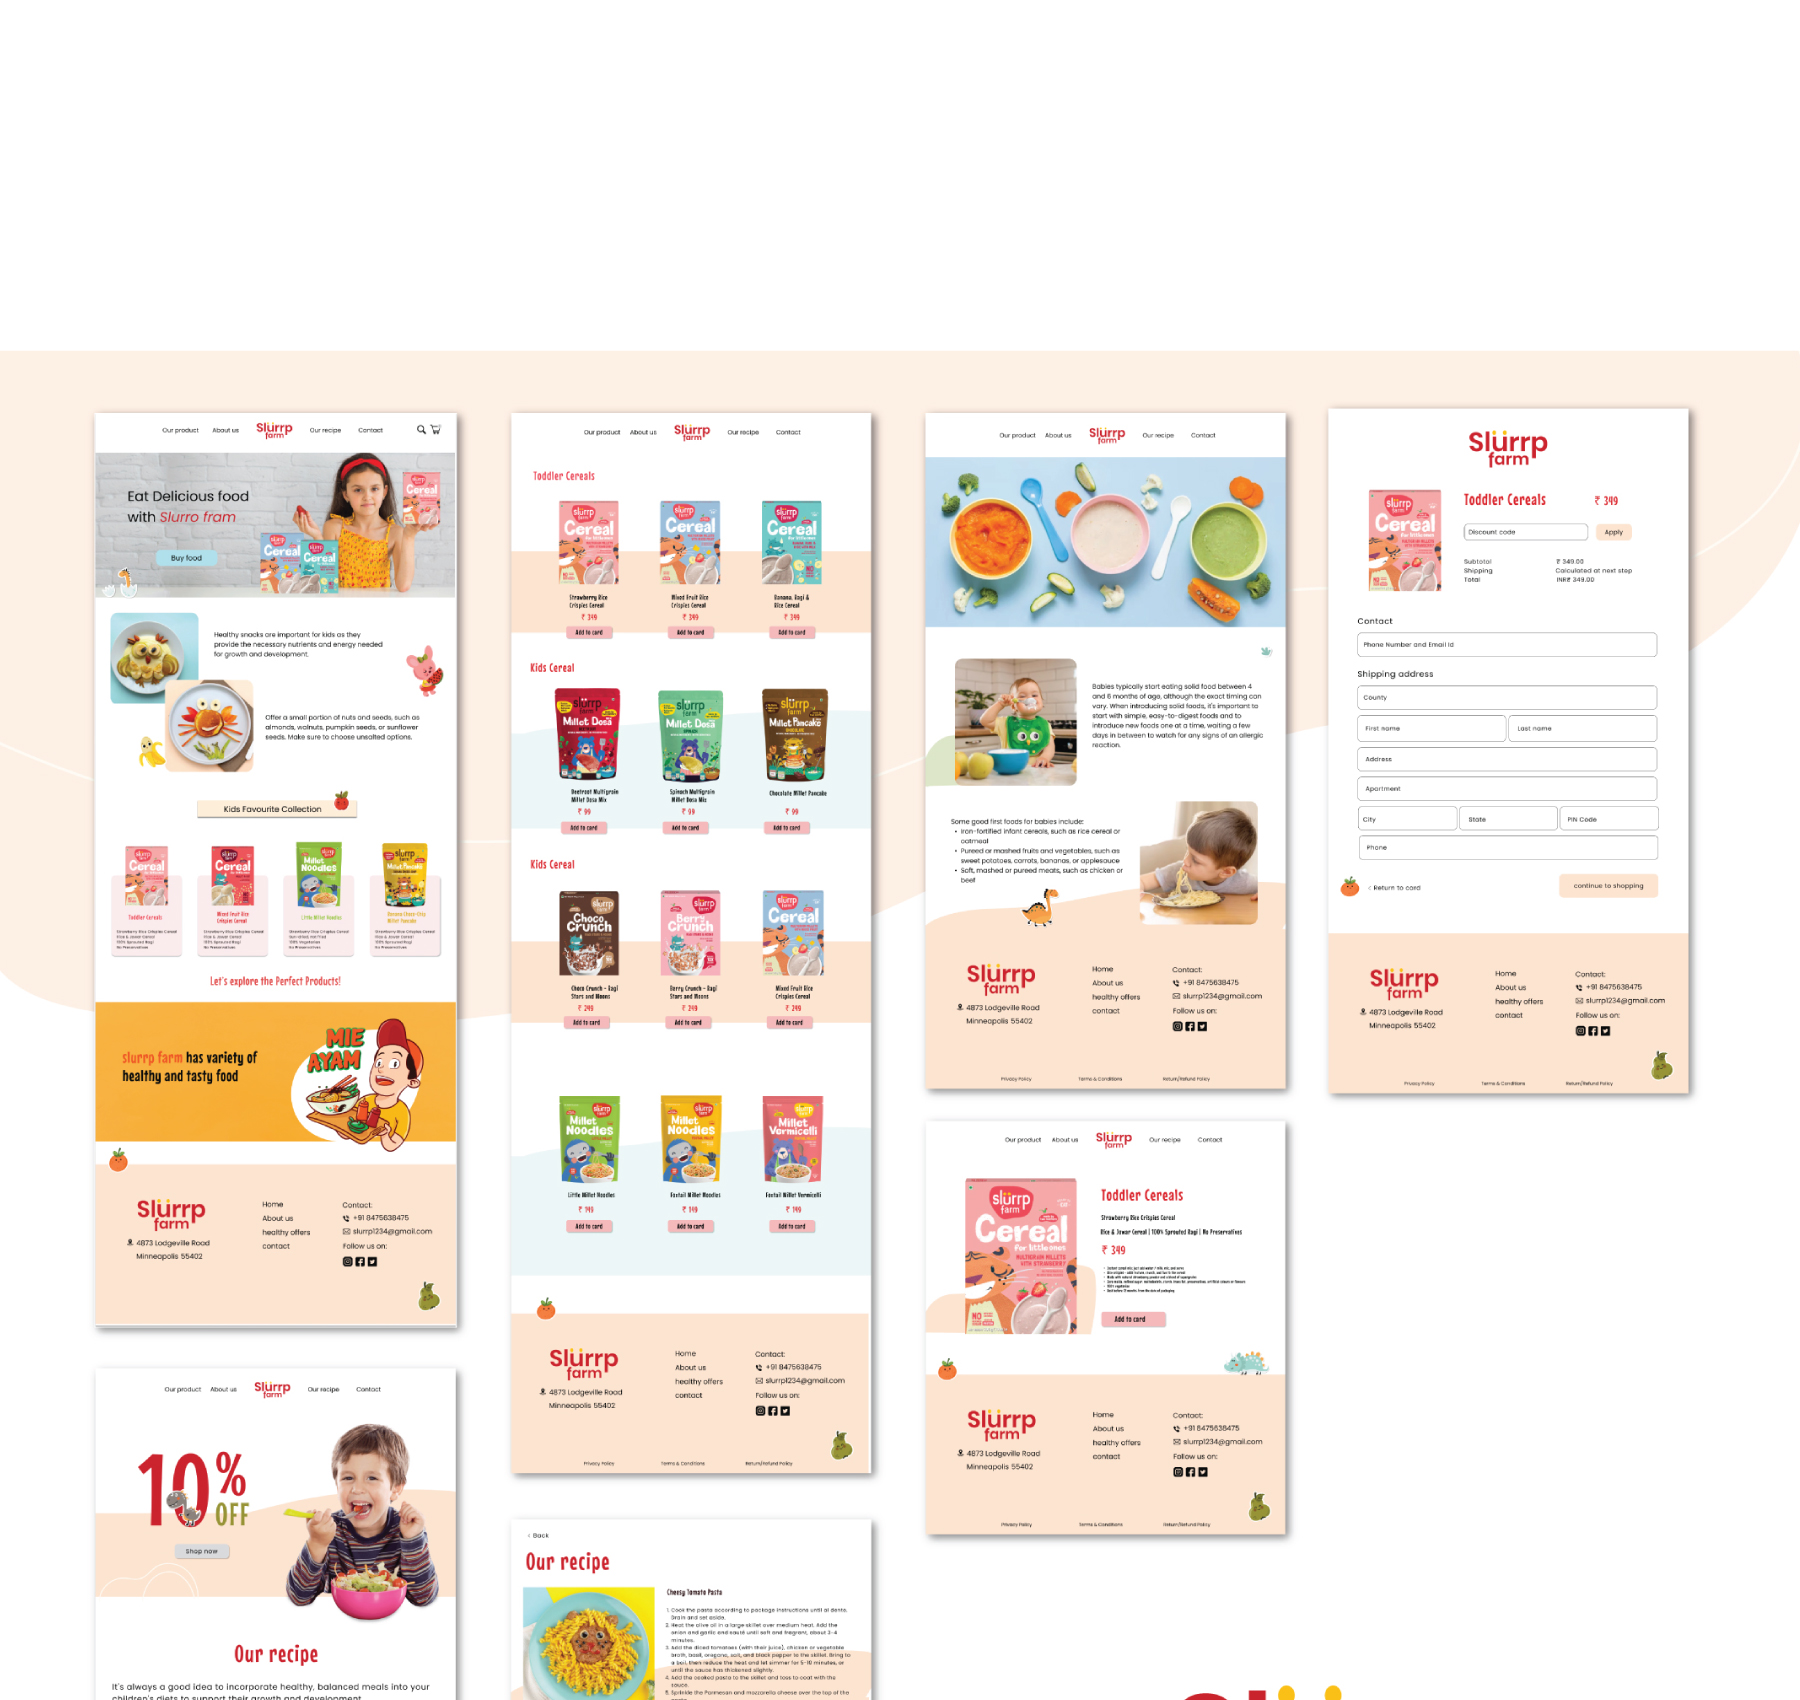 Our product
About us
Slürrp
farm
Our recipe
Contact
Eat Delicious food
with Slurro fram
Buy food
Healthy snacks are important for kids as they
provide the necessary nutrients and energy needed
for growth and development.
Offer a small portion of nuts and seeds, such as
almonds, walnuts, pumpkin seeds, or sunflower
seeds. Make sure to choose unsalted options.
Kids Favourite Collection
Toddler Cereals
Mixed Fruit Rice
Crispies Cereal
Little Millet Noodles
Let's explore the Perfect Products!
slurrp farm has variety of
healthy and tasty food
MIE
AYAM
Slürrp
farm
4873 Lodgeville Road
Minneapolis 55402
Home
About us
healthy offers
contact
Contact:
+91 8475638475
slurrp1234@gmail.com
Follow us on:
Our product
About us
Slürrp
farm
Our recipe
Contact
10%
OFF
Shop now
Our recipe
It's always a good idea to incorporate healthy, balanced meals into your
children's diets to support their growth and development.
Our product
About us
Slürrp
farm
Our recipe
Contact
Toddler Cereals
Strawberry Rice
Crispies Cereal
₹ 349
Add to card
Mixed Fruit Rice
Crispies Cereal
₹ 349
Add to card
Banana, Ragi &
Rice Cereal
₹ 349
Add to card
Kids Cereal
Beetroot Multigrain
Millet Dosa Mix
₹ 99
Add to card
Spinach Multigrain
Millet Dosa Mix
₹ 99
Add to card
Chocolate Millet Pancake
₹ 99
Add to card
Kids Cereal
Choco Crunch - Ragi
Stars and Moons
₹ 249
Add to card
Berry Crunch - Ragi
Stars and Moons
₹ 249
Add to card
Mixed Fruit Rice
Crispies Cereal
₹ 249
Add to card
Little Millet Noodles
₹ 149
Add to card
Foxtail Millet Noodles
₹ 149
Add to card
Foxtail Millet Vermicelli
₹ 149
Add to card
Slürrp
farm
4873 Lodgeville Road
Minneapolis 55402
Home
About us
healthy offers
contact
Contact:
+91 8475638475
slurrp1234@gmail.com
Follow us on:
Privacy Policy
Terms & Conditions
Return/Refund Policy
‹ Back
Our recipe
Cheesy Tomato Pasta
1. Cook the pasta according to package instructions until al dente.
Drain and set aside.
2. Heat the olive oil in a large skillet over medium heat. Add the
onion and garlic and sauté until soft and fragrant, about 3-4
minutes.
3. Add the diced tomatoes (with their juice), chicken or vegetable
broth, basil, oregano, salt, and black pepper to the skillet. Bring to
a boil, then reduce the heat and let simmer for 5-10 minutes, or
until the sauce has thickened slightly.
4. Add the cooked pasta to the skillet and toss to coat with the
sauce.
5. Sprinkle the Parmesan and mozzarella cheese over the top of the
Our product
About us
Slürrp
farm
Our recipe
Contact
Babies typically start eating solid food between 4
and 6 months of age, although the exact timing can
vary. When introducing solid foods, it's important to
start with simple, easy-to-digest foods and to
introduce new foods one at a time, waiting a few
days in between to watch for any signs of an allergic
reaction.
Some good first foods for babies include:
• Iron-fortified infant cereals, such as rice cereal or
oatmeal
• Pureed or mashed fruits and vegetables, such as
sweet potatoes, carrots, bananas, or applesauce
• Soft, mashed or pureed meats, such as chicken or
beef
Slürrp
farm
4873 Lodgeville Road
Minneapolis 55402
Home
About us
healthy offers
contact
Contact:
+91 8475638475
slurrp1234@gmail.com
Follow us on:
Privacy Policy
Terms & Conditions
Return/Refund Policy
Our product
About us
Slürrp
farm
Our recipe
Contact
slürrp
farm
Cereal
for little ones
MULTIGRAIN MILLETS
WITH STRAWBERRY
Toddler Cereals
Strawberry Rice Crispies Cereal
Rice & Jowar Cereal | 100% Sprouted Ragi | No Preservatives
₹ 349
Add to card
Slürrp
farm
4873 Lodgeville Road
Minneapolis 55402
Home
About us
healthy offers
contact
Contact:
+91 8475638475
slurrp1234@gmail.com
Follow us on:
Privacy Policy
Terms & Conditions
Return/Refund Policy
Slürrp
farm
Toddler Cereals
₹ 349
Discount code
Apply
Subtotal
₹ 349.00
Shipping
Calculated at next step
Total
INR₹ 349.00
Contact
Phone Number and Email Id
Shipping address
County
First name
Last name
Address
Apartment
City
State
PIN Code
Phone
‹ Return to card
continue to shopping
Slürrp
farm
4873 Lodgeville Road
Minneapolis 55402
Home
About us
healthy offers
contact
Contact:
+91 8475638475
slurrp1234@gmail.com
Follow us on:
Privacy Policy
Terms & Conditions
Return/Refund Policy